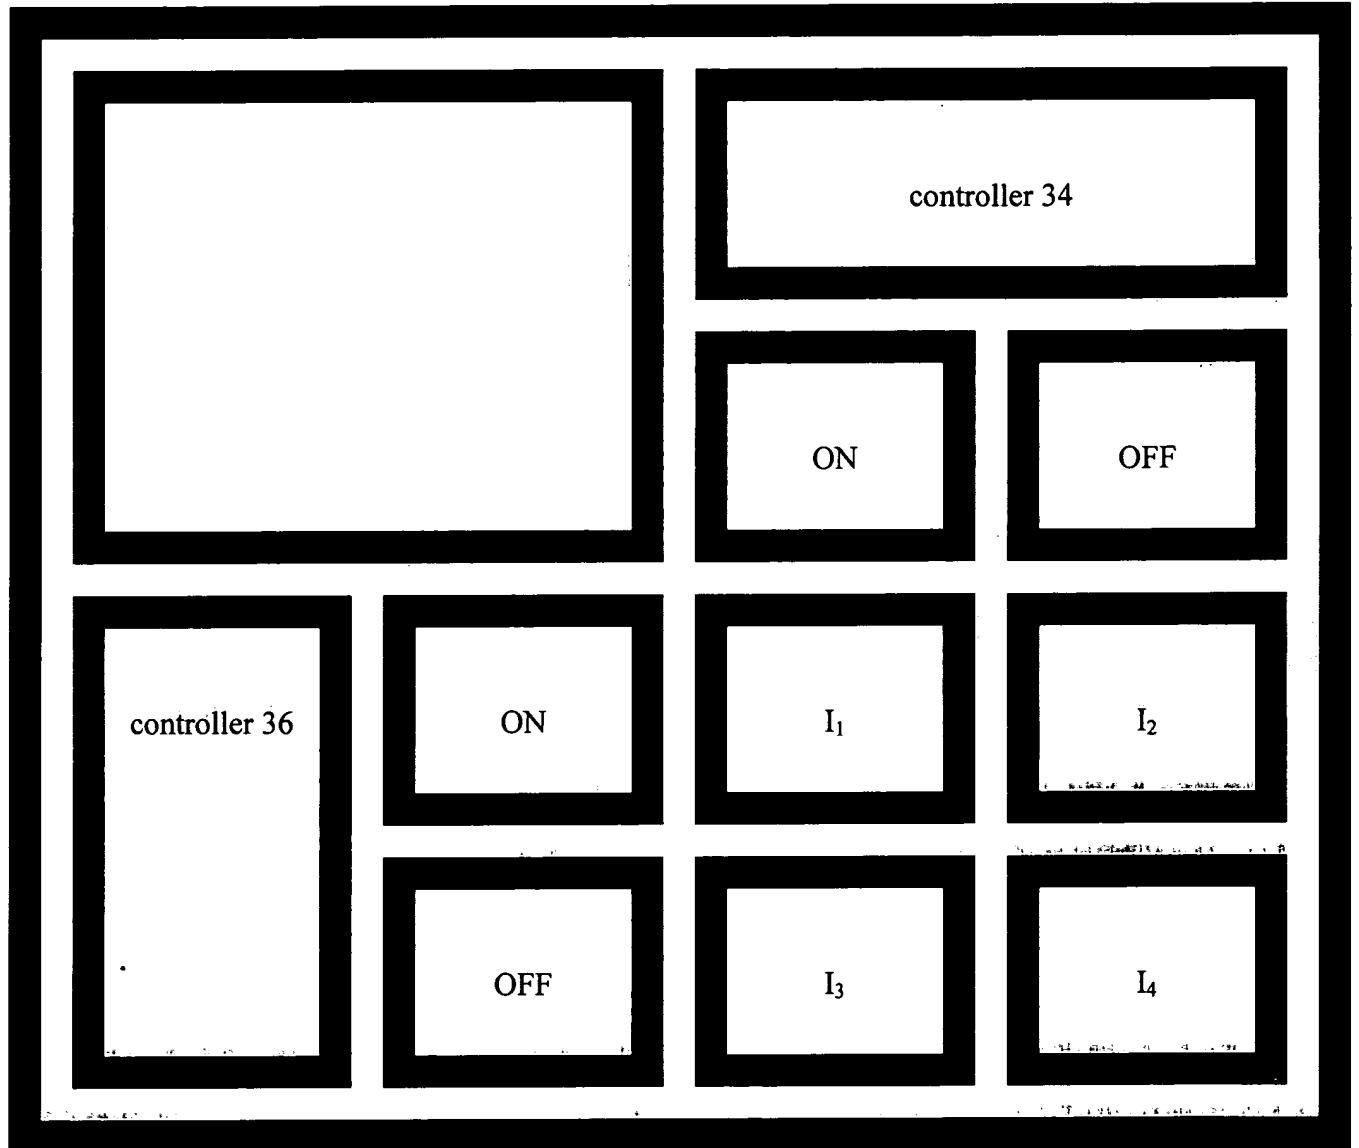 controller 34
ON OFF
controller 36 ON I₁ I₂
OFF I₃ I₄